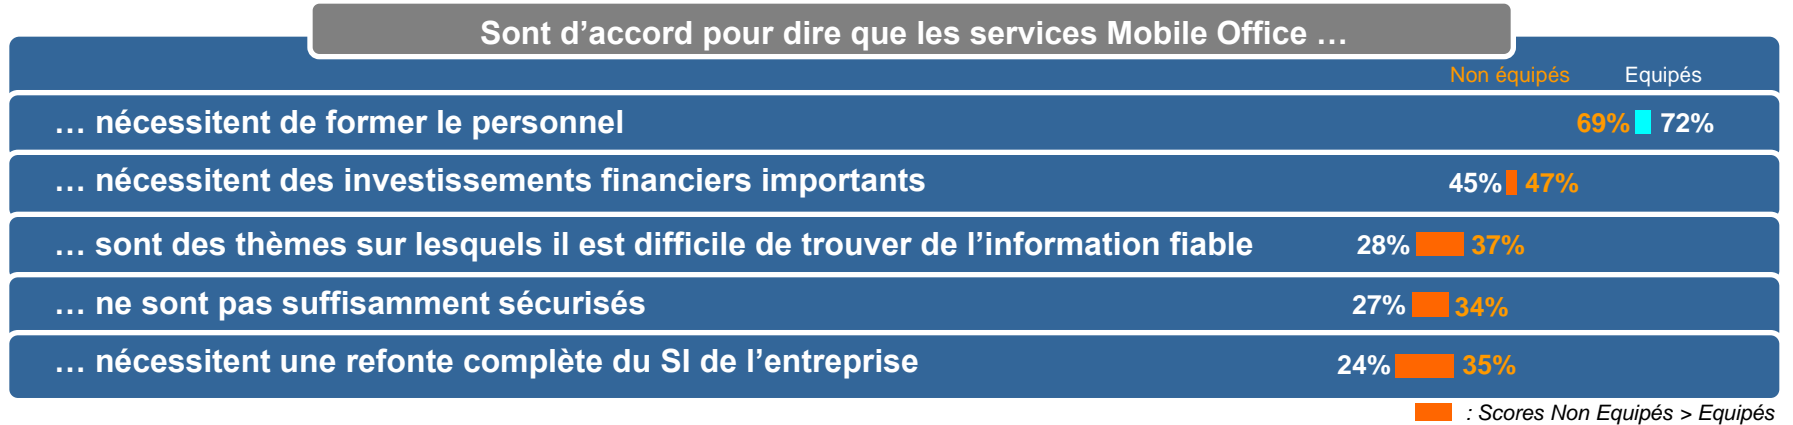 Sont d’accord pour dire que les services Mobile Office …
Non équipés Equipés
… nécessitent de former le personnel 69% 72%
… nécessitent des investissements financiers importants 45% 47%
… sont des thèmes sur lesquels il est difficile de trouver de l’information fiable 28% 37%
… ne sont pas suffisamment sécurisés 27% 34%
… nécessitent une refonte complète du SI de l’entreprise 24% 35%
: Scores Non Equipés > Equipés